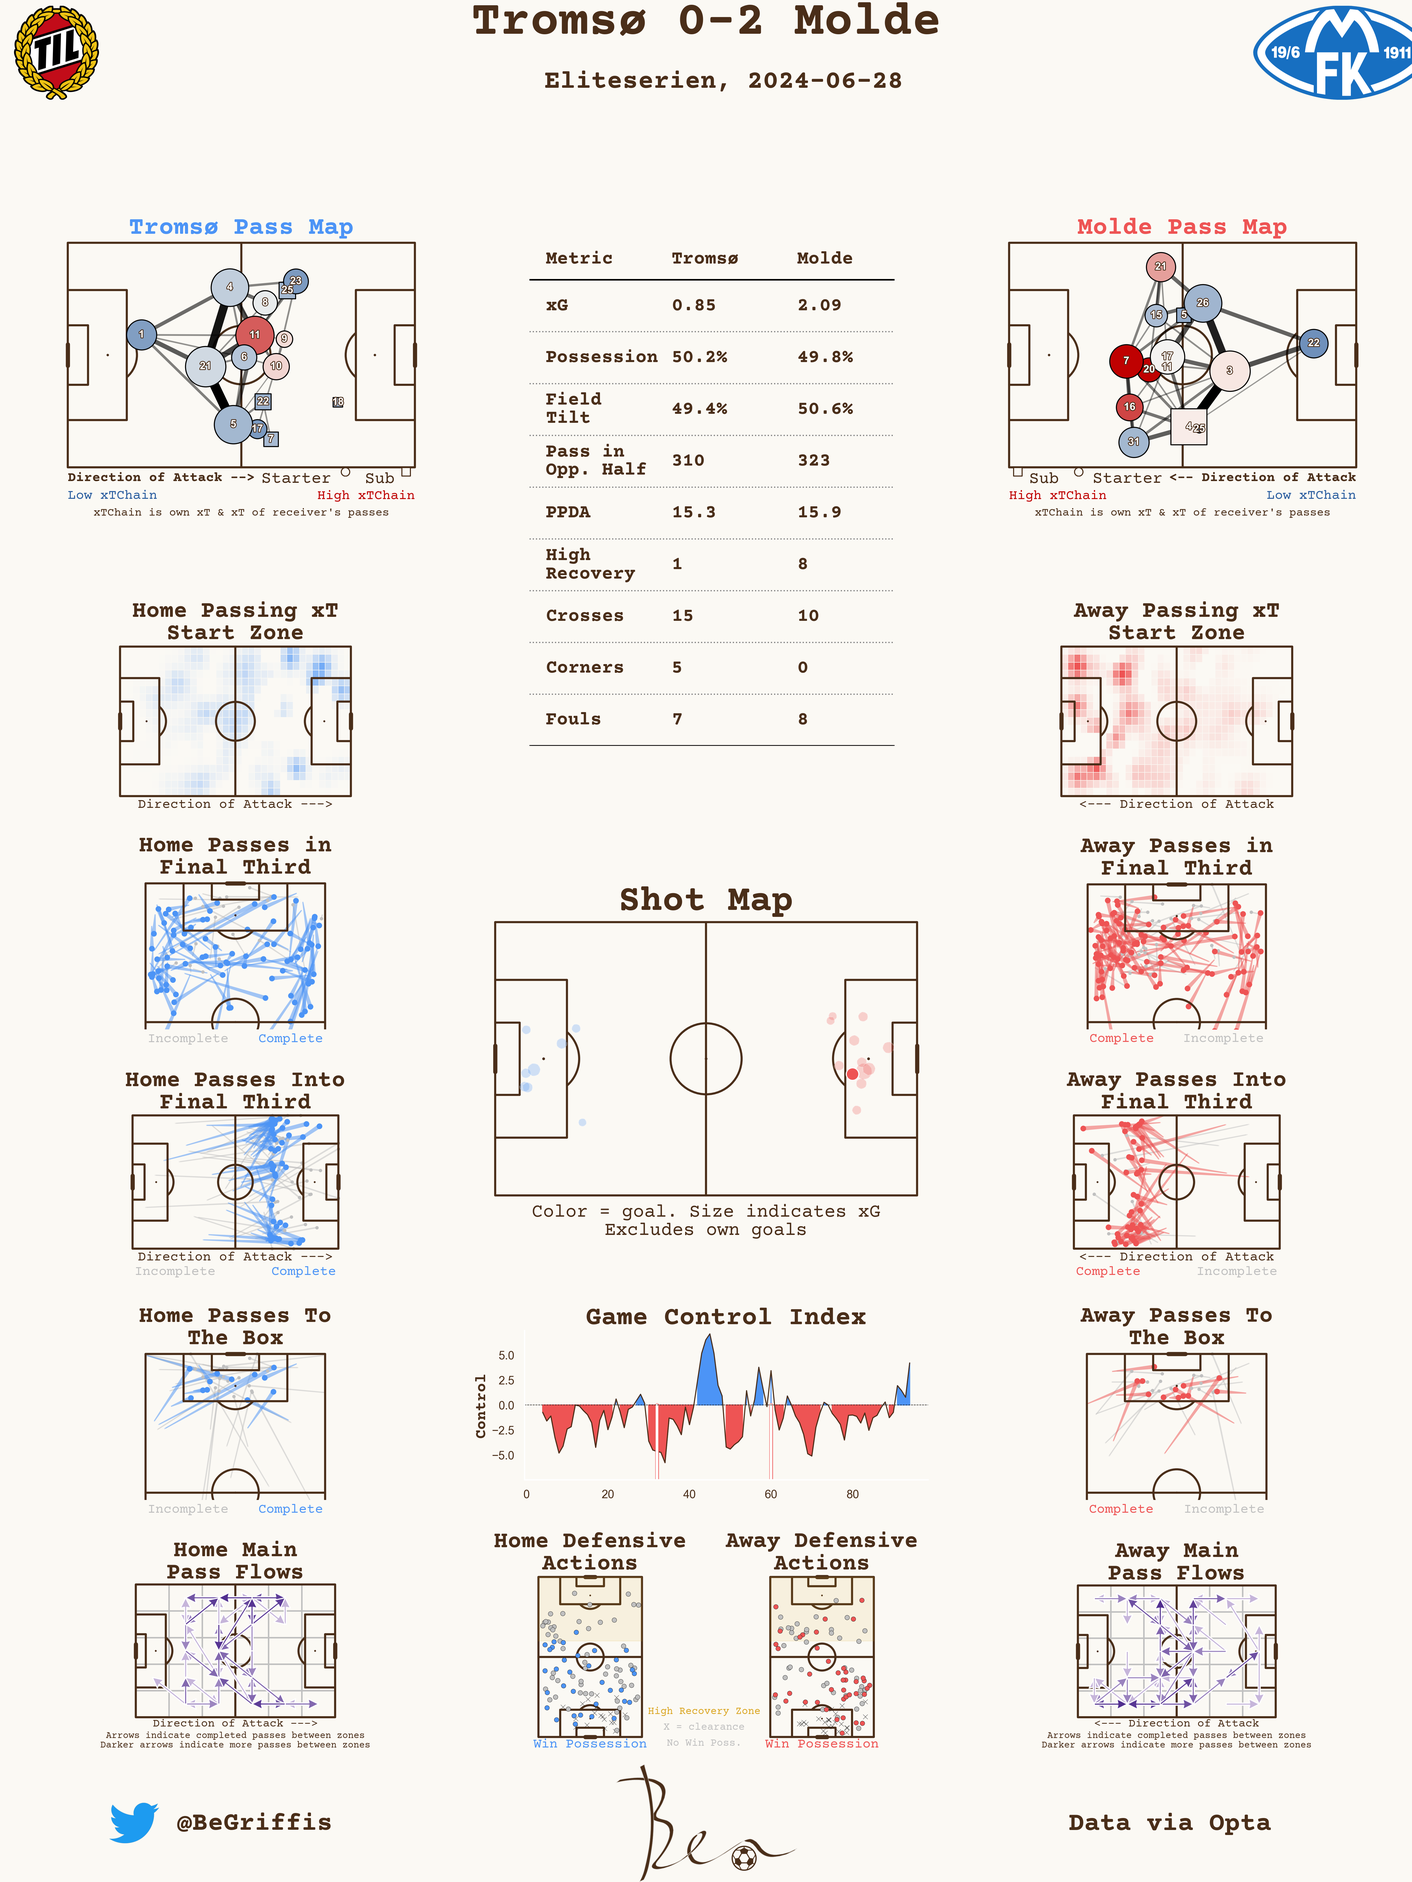 Tromsø 0-2 Molde
Eliteserien, 2024-06-28
TIL
19/6 M 1911
FK
Tromsø Pass Map
1
4
23
25
8
11
9
6
21
10
22
18
5
17
7
Direction of Attack --> Starter Sub
Low xTChain High xTChain
xTChain is own xT & xT of receiver's passes
Metric Tromsø Molde
xG 0.85 2.09
Possession 50.2% 49.8%
Field
Tilt 49.4% 50.6%
Pass in
Opp. Half 310 323
PPDA 15.3 15.9
High
Recovery 1 8
Crosses 15 10
Corners 5 0
Fouls 7 8
Molde Pass Map
21
26
15
5
22
17
11
7
20
3
16
4
25
31
Sub Starter <-- Direction of Attack
High xTChain Low xTChain
xTChain is own xT & xT of receiver's passes
Home Passing xT
Start Zone
Direction of Attack --->
Away Passing xT
Start Zone
<--- Direction of Attack
Home Passes in
Final Third
Incomplete Complete
Shot Map
Color = goal. Size indicates xG
Excludes own goals
Away Passes in
Final Third
Complete Incomplete
Home Passes Into
Final Third
Direction of Attack --->
Incomplete Complete
Away Passes Into
Final Third
<--- Direction of Attack
Complete Incomplete
Home Passes To
The Box
Incomplete Complete
Game Control Index
Control
5.0
2.5
0.0
−2.5
−5.0
0 20 40 60 80
Away Passes To
The Box
Complete Incomplete
Home Main
Pass Flows
Direction of Attack --->
Arrows indicate completed passes between zones
Darker arrows indicate more passes between zones
Home Defensive
Actions
Win Possession
High Recovery Zone
X = clearance
No Win Poss.
Away Defensive
Actions
Win Possession
Away Main
Pass Flows
<--- Direction of Attack
Arrows indicate completed passes between zones
Darker arrows indicate more passes between zones
@BeGriffis
Ben
Data via Opta